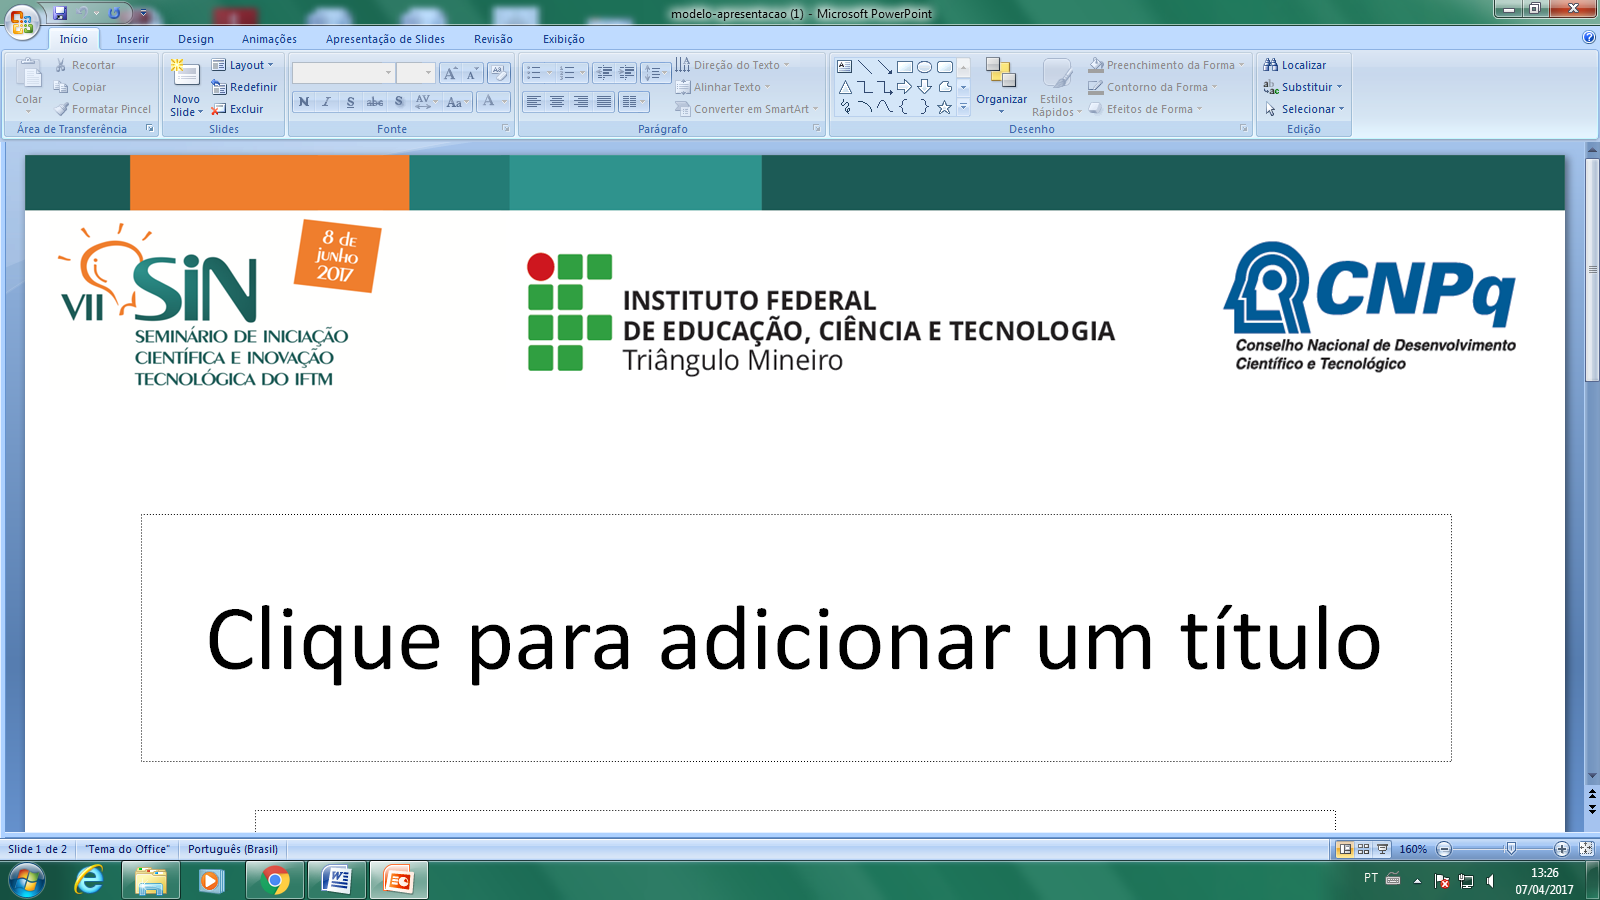 modelo-apresentacao (1) - Microsoft PowerPoint
Início Inserir Design Animações Apresentação de Slides Revisão Exibição
Colar
Recortar
Copiar
Formatar Pincel
Área de Transferência
Novo Slide
Layout
Redefinir
Excluir
Slides
N I S abc S AV Aa A
Fonte
Direção do Texto
Alinhar Texto
Converter em SmartArt
Parágrafo
Organizar
Estilos Rápidos
Preenchimento da Forma
Contorno da Forma
Efeitos de Forma
Desenho
Localizar
Substituir
Selecionar
Edição
8 DE
JUNHO
2017
VII SiN
SEMINÁRIO DE INICIAÇÃO
CIENTÍFICA E INOVAÇÃO
TECNOLÓGICA DO IFTM
INSTITUTO FEDERAL
DE EDUCAÇÃO, CIÊNCIA E TECNOLOGIA
Triângulo Mineiro
CNPq
Conselho Nacional de Desenvolvimento
Científico e Tecnológico
Clique para adicionar um título
Slide 1 de 2 "Tema do Office" Português (Brasil) 160%
PT 13:26
07/04/2017